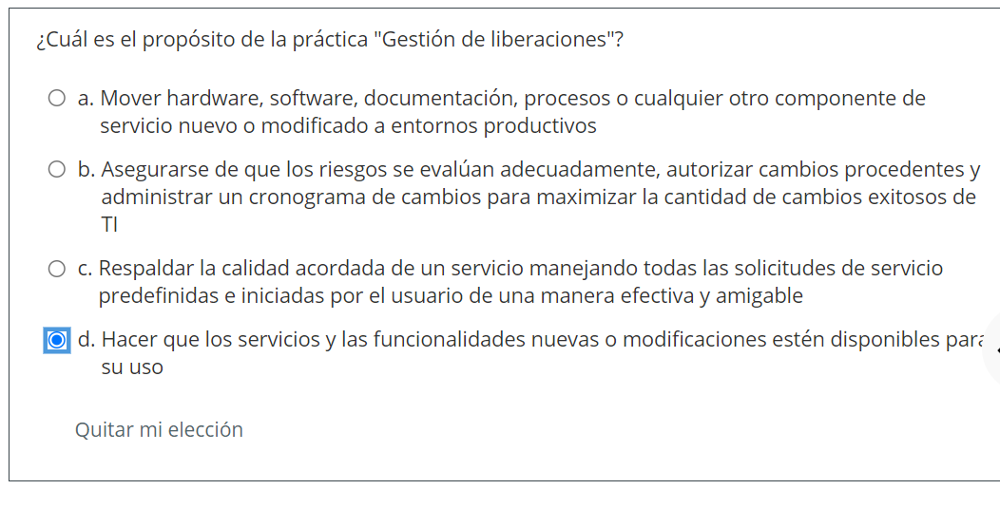 ¿Cuál es el propósito de la práctica "Gestión de liberaciones"?
a. Mover hardware, software, documentación, procesos o cualquier otro componente de
servicio nuevo o modificado a entornos productivos
b. Asegurarse de que los riesgos se evalúan adecuadamente, autorizar cambios procedentes y
administrar un cronograma de cambios para maximizar la cantidad de cambios exitosos de
TI
c. Respaldar la calidad acordada de un servicio manejando todas las solicitudes de servicio
predefinidas e iniciadas por el usuario de una manera efectiva y amigable
d. Hacer que los servicios y las funcionalidades nuevas o modificaciones estén disponibles para
su uso
Quitar mi elección